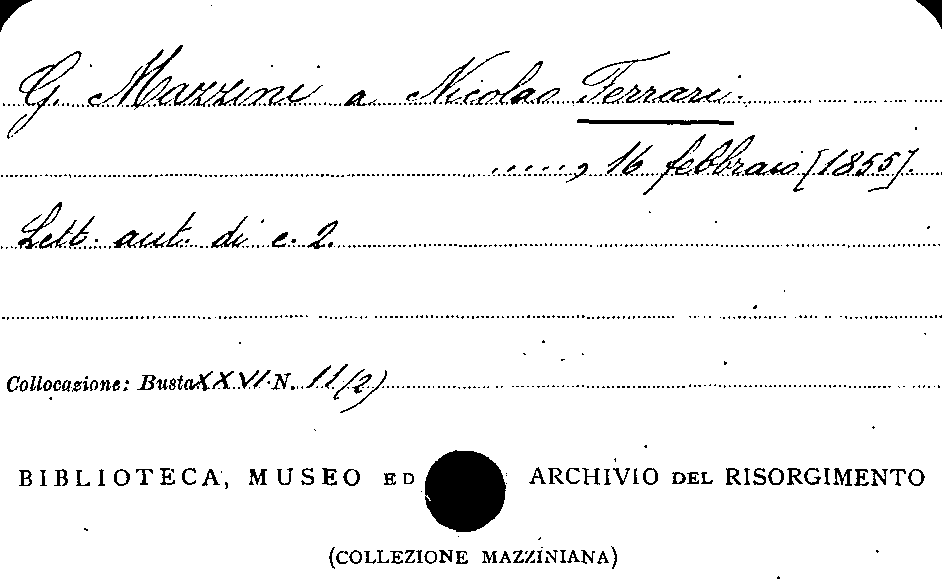 G. Mazzini a Nicolao Ferrari.
....., 16 febbraio [1855].
Lett. aut. di c. 2.
Collocazione: Busta XXVI N. 11(2)
BIBLIOTECA, MUSEO ED ARCHIVIO DEL RISORGIMENTO
(COLLEZIONE MAZZINIANA)